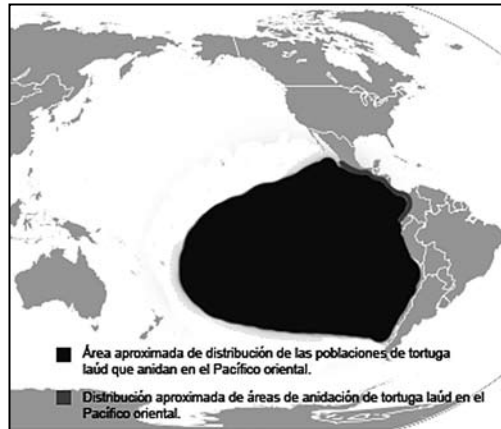 Área aproximada de distribución de las poblaciones de tortuga
laúd que anidan en el Pacífico oriental.
Distribución aproximada de áreas de anidación de tortuga laúd en el
Pacífico oriental.